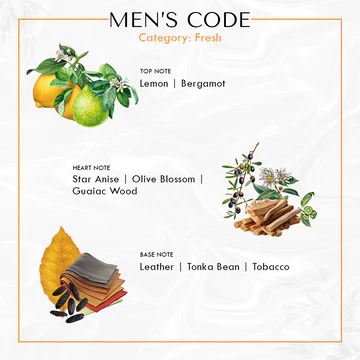 MEN'S CODE
Category: Fresh
TOP NOTE
Lemon | Bergamot
HEART NOTE
Star Anise | Olive Blossom |
Guaiac Wood
BASE NOTE
Leather | Tonka Bean | Tobacco